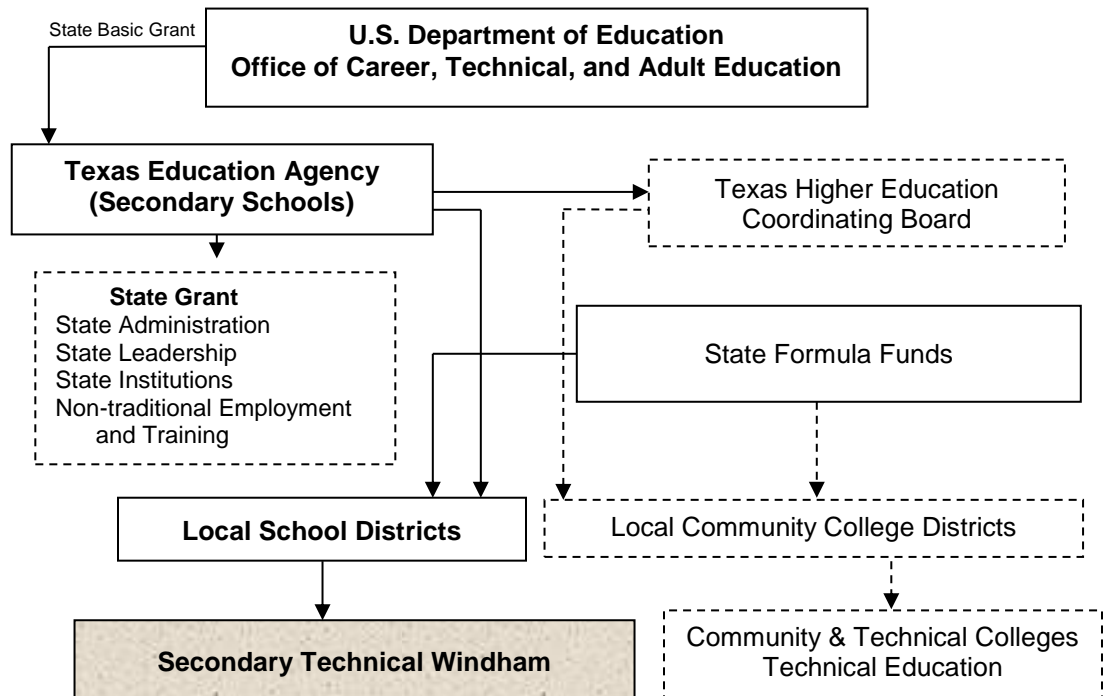 State Basic Grant
U.S. Department of Education
Office of Career, Technical, and Adult Education
Texas Education Agency
(Secondary Schools)
Texas Higher Education
Coordinating Board
State Grant
State Administration
State Leadership
State Institutions
Non-traditional Employment
and Training
State Formula Funds
Local School Districts
Local Community College Districts
Secondary Technical Windham
Community & Technical Colleges
Technical Education